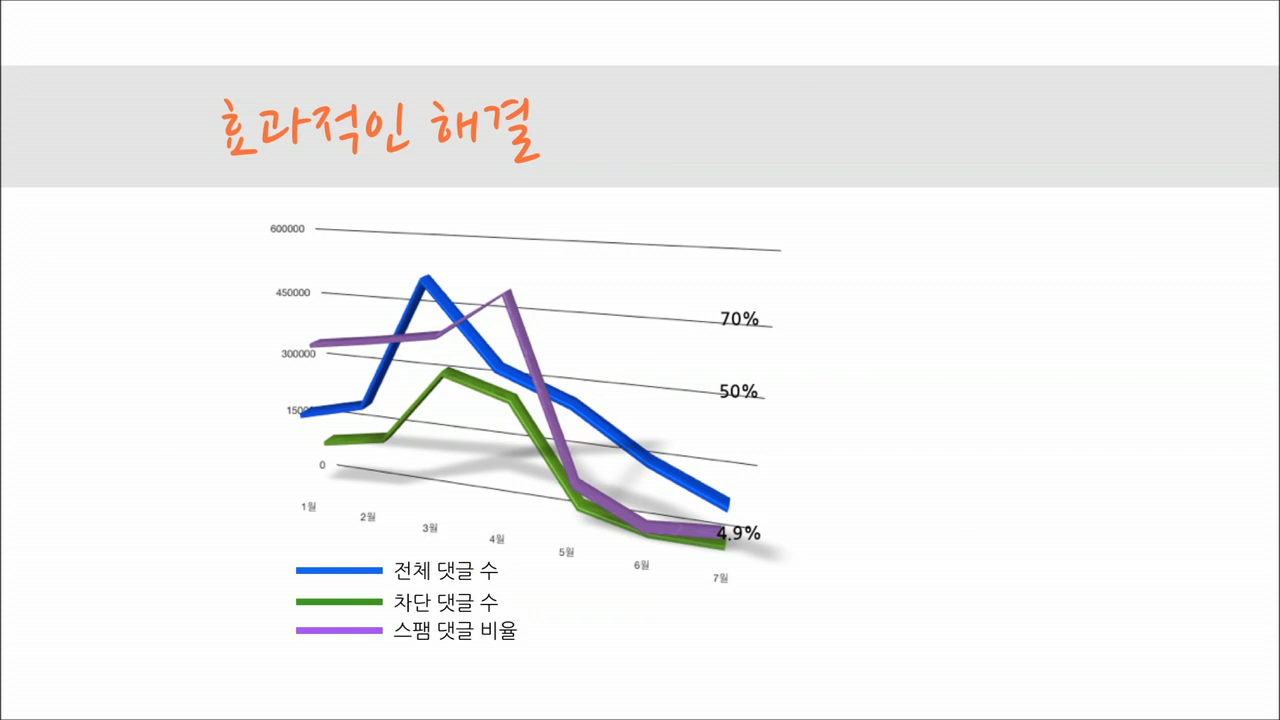 효과적인 해결
600000
450000
70%
300000
50%
0
4.9%
1월
2월
3월
4월
5월
6월
7월
전체 댓글 수
차단 댓글 수
스팸 댓글 비율